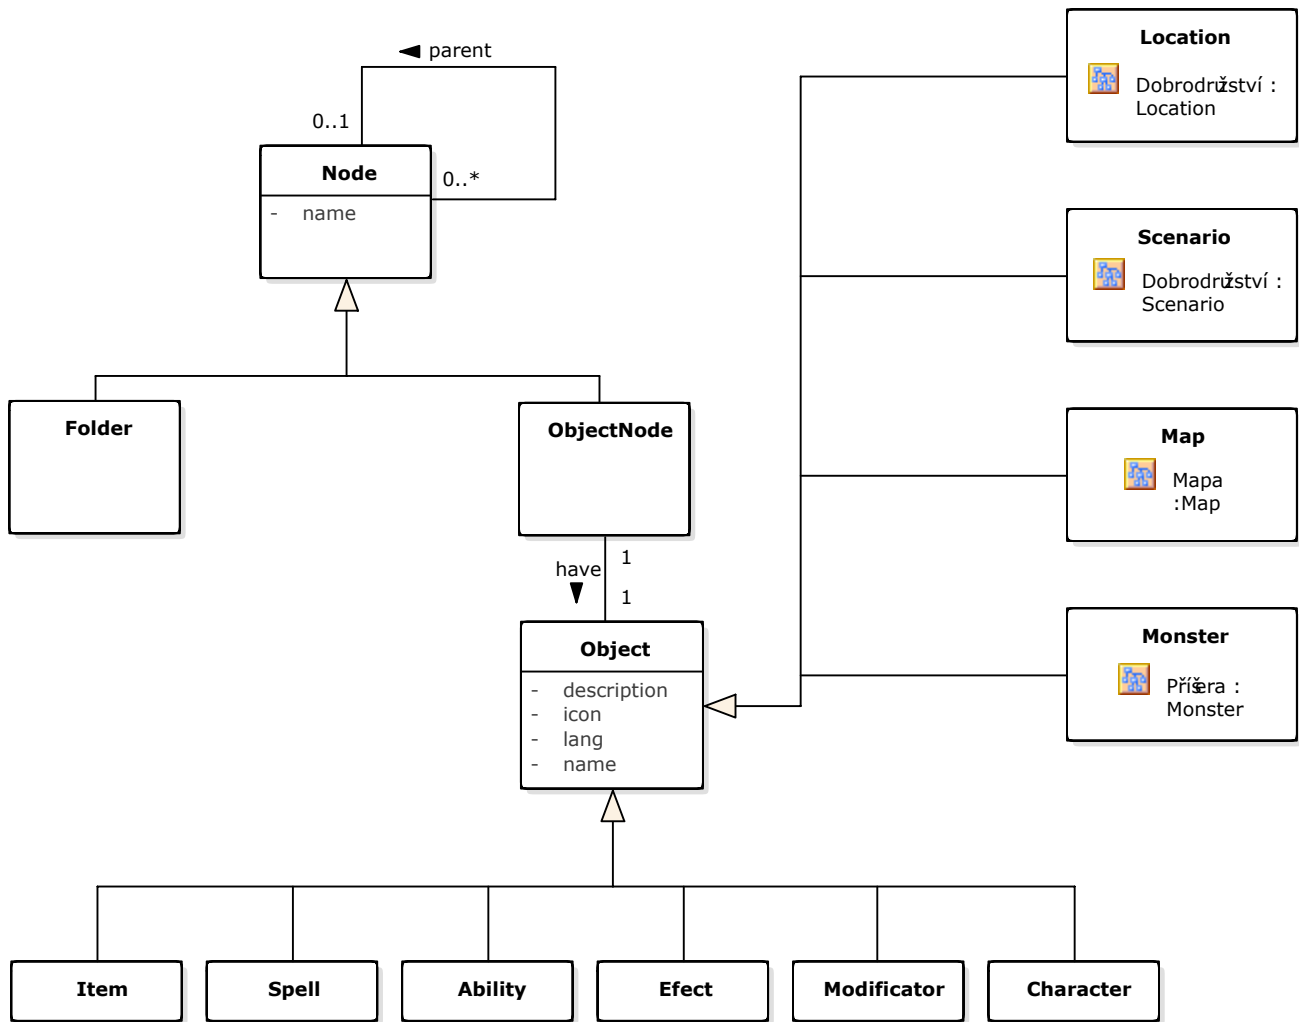 parent
0..1
Node
0..*
- name
Folder
ObjectNode
1
have
1
Object
- description
- icon
- lang
- name
Location
Dobrodružství :
Location
Scenario
Dobrodružství :
Scenario
Map
Mapa
:Map
Monster
Příšera :
Monster
Item
Spell
Ability
Efect
Modificator
Character